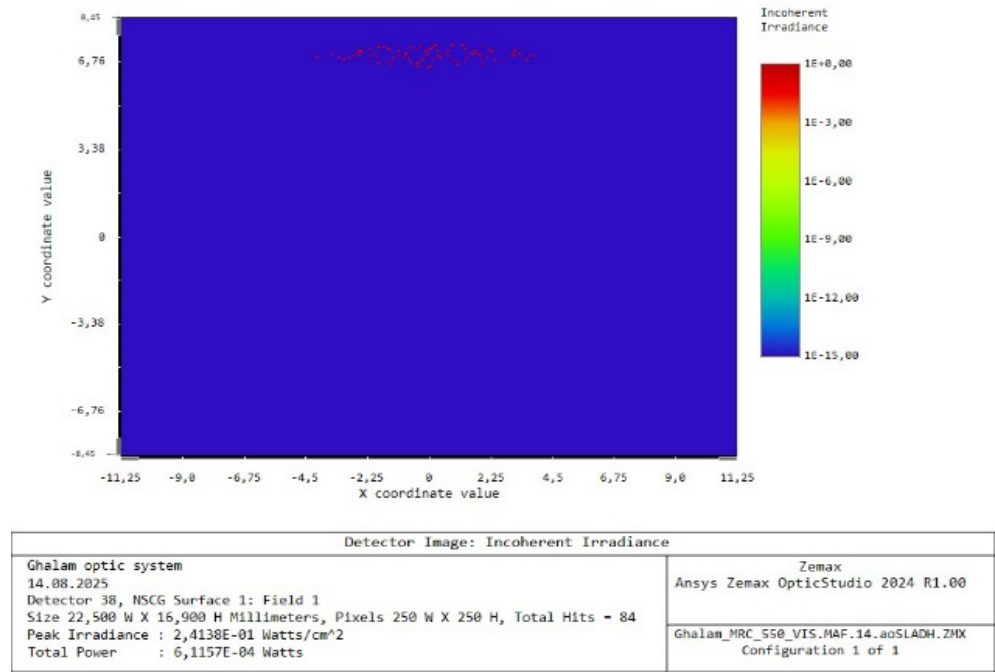 Incoherent
Irradiance
8,45
6,76
3,38
0
-3,38
-6,76
-8,45
Y coordinate value
1E+0,00
1E-3,00
1E-6,00
1E-9,00
1E-12,00
1E-15,00
-11,25 -9,0 -6,75 -4,5 -2,25 0 2,25 4,5 6,75 9,0 11,25
X coordinate value
Detector Image: Incoherent Irradiance
Ghalam optic system
14.08.2025
Detector 38, NSCG Surface 1: Field 1
Size 22,500 W X 16,900 H Millimeters, Pixels 250 W X 250 H, Total Hits = 84
Peak Irradiance : 2,4138E-01 Watts/cm^2
Total Power : 6,1157E-04 Watts
Zemax
Ansys Zemax OpticStudio 2024 R1.00
Ghalam_MRC_550_VIS.MAF.14.aoSLADH.ZMX
Configuration 1 of 1